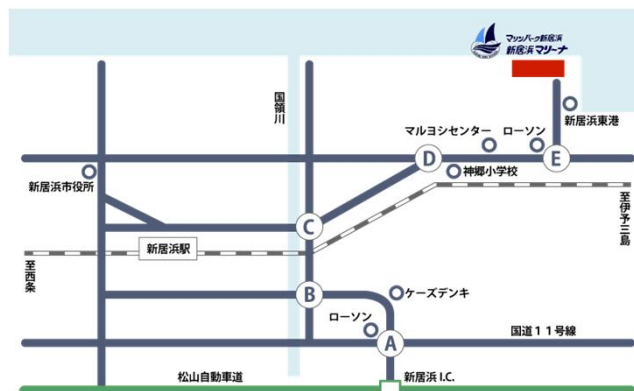 マリンパーク新居浜
新居浜マリーナ
国領川
新居浜東港
マルヨシセンター
ローソン
D
E
新居浜市役所
神郷小学校
至伊予三島
C
新居浜駅
至西条
B
ケーズデンキ
ローソン
国道11号線
A
松山自動車道
新居浜 I.C.